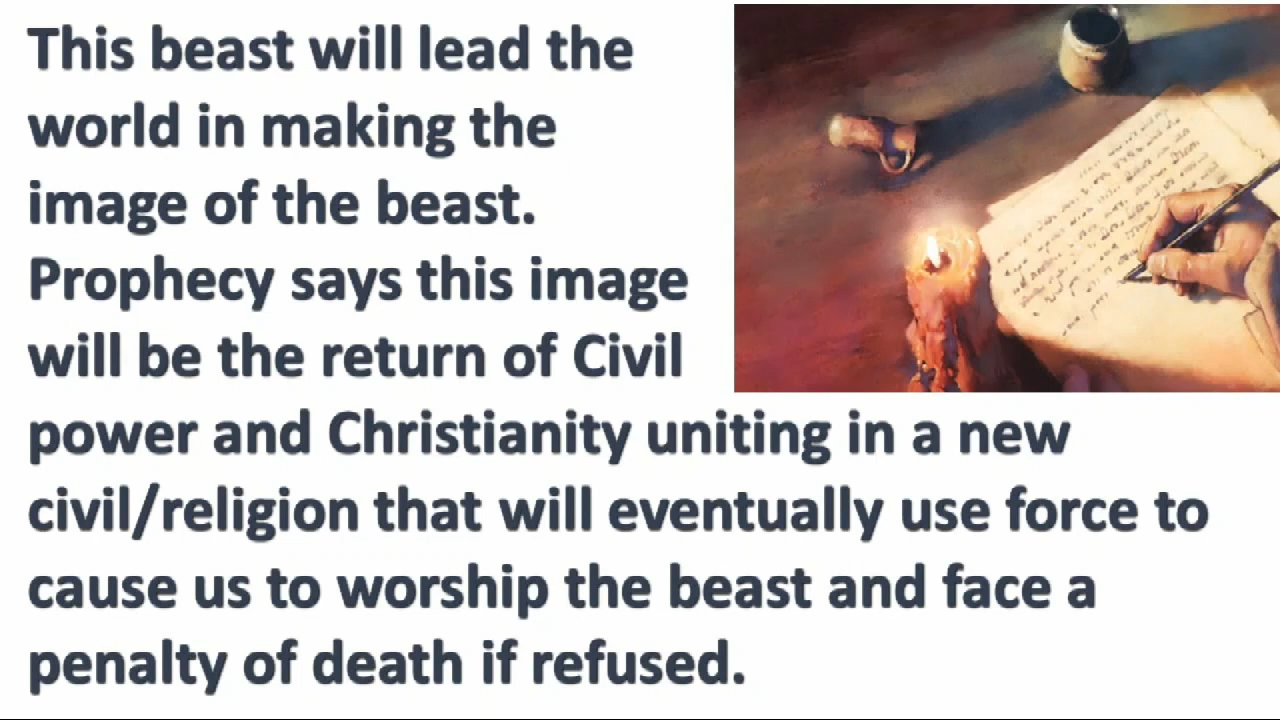 This beast will lead the
world in making the
image of the beast.
Prophecy says this image
will be the return of Civil
power and Christianity uniting in a new
civil/religion that will eventually use force to
cause us to worship the beast and face a
penalty of death if refused.